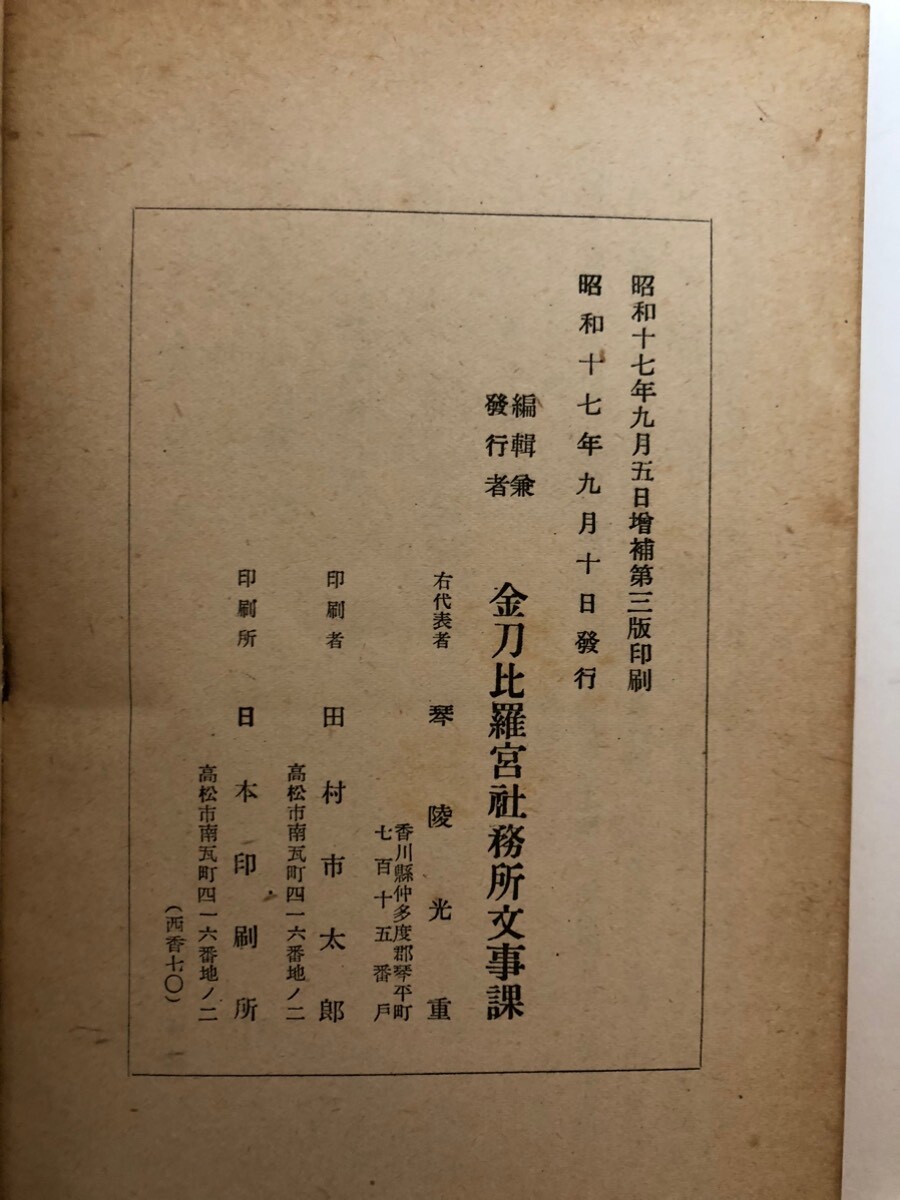 昭和十七年九月五日增補第三版印刷
昭和十七年九月十日發行
編輯兼
發行者
金刀比羅宮社務所文事課
右代表者 琴陵光重
香川縣仲多度郡琴平町
七百十五番戶
印刷者 田村市太郎
高松市南瓦町四一六番地ノ二
印刷所 日本印刷所
高松市南瓦町四一六番地ノ二
(西香七〇)